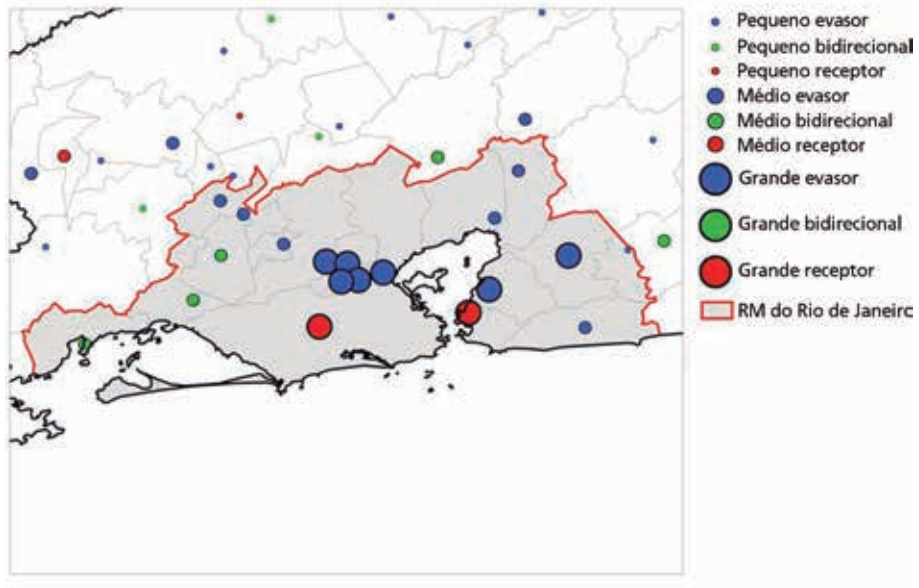 Pequeno evasor
Pequeno bidirecional
Pequeno receptor
Médio evasor
Médio bidirecional
Médio receptor
Grande evasor
Grande bidirecional
Grande receptor
RM do Rio de Janeiro